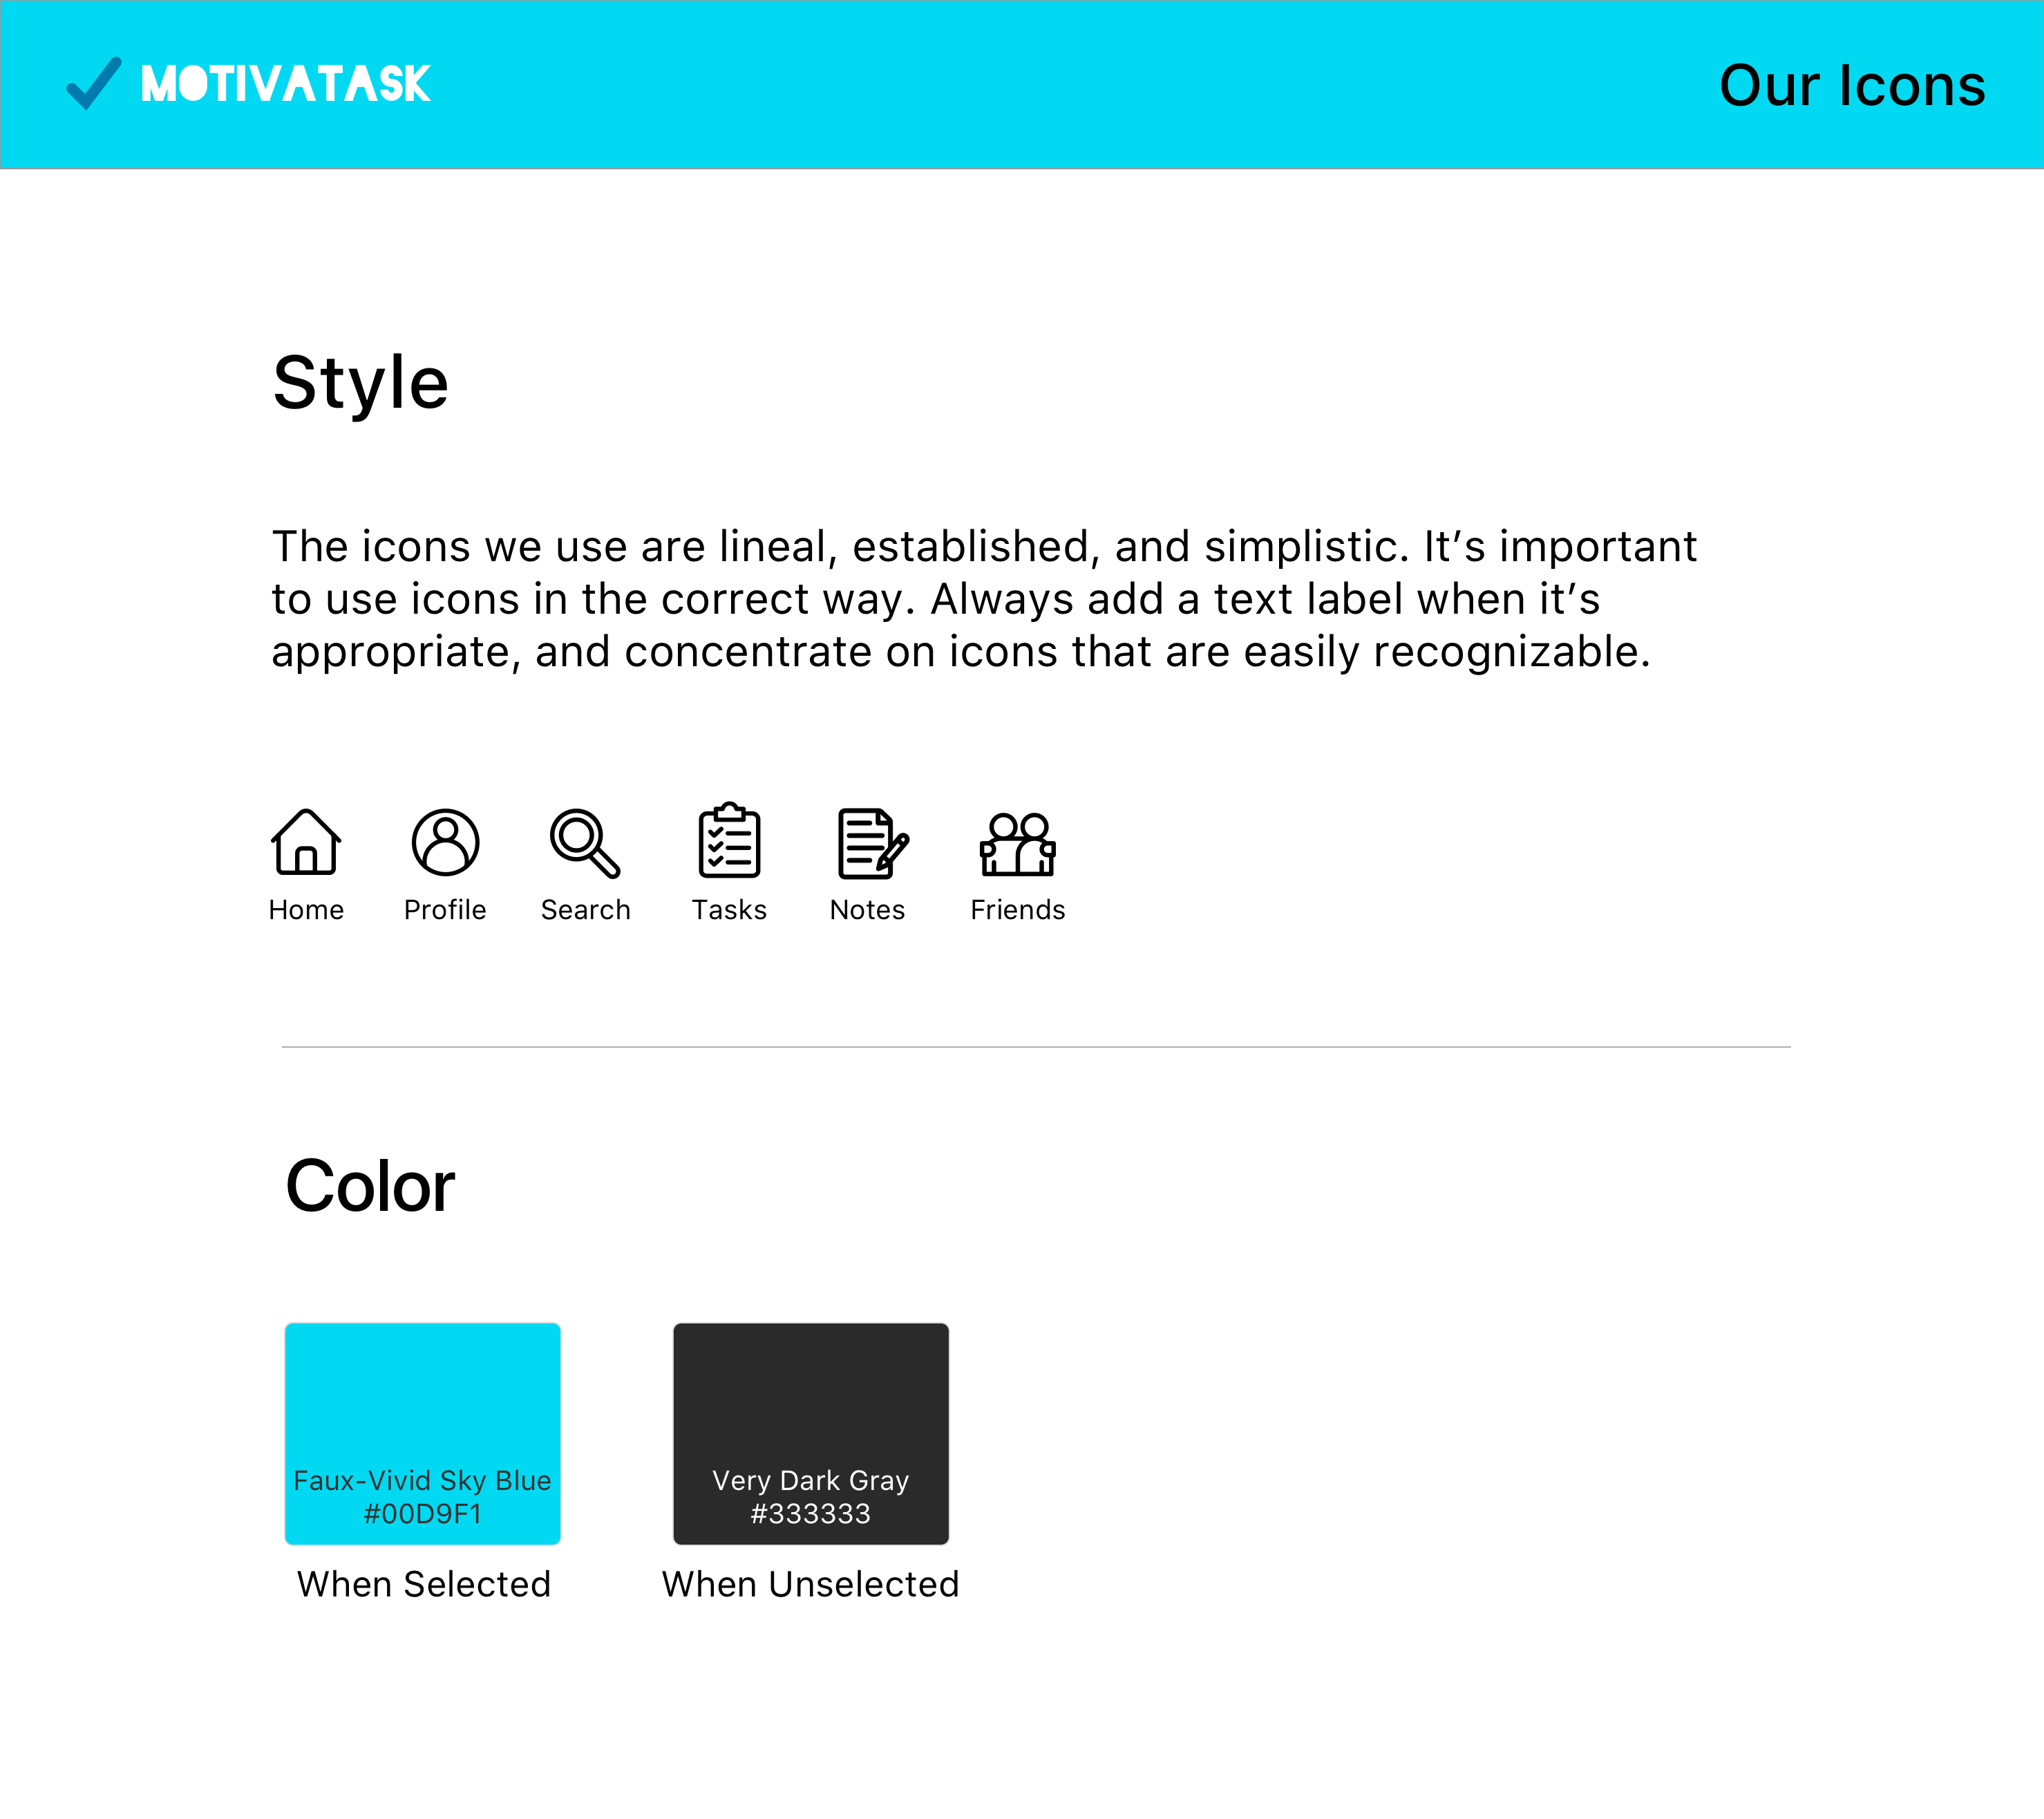 MOTIVATASK
Our Icons
Style
The icons we use are lineal, established, and simplistic. It’s important
to use icons in the correct way. Always add a text label when it’s
appropriate, and concentrate on icons that are easily recognizable.
Home
Profile
Search
Tasks
Notes
Friends
Color
Faux-Vivid Sky Blue
#00D9F1
When Selected
Very Dark Gray
#333333
When Unselected